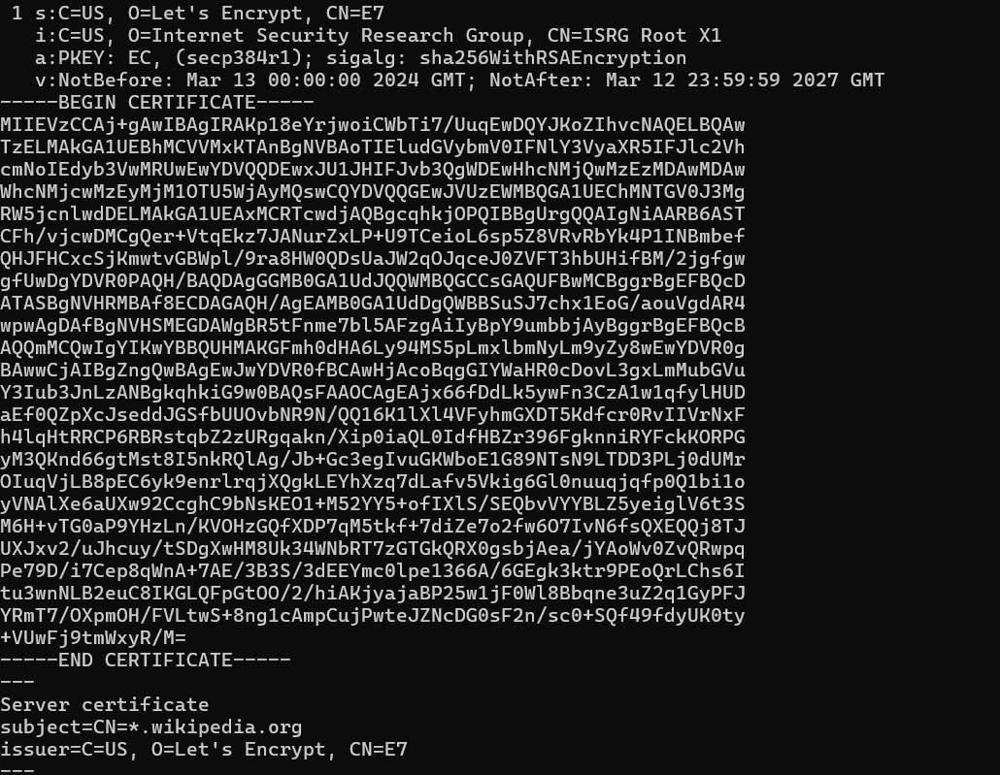 1 s:C=US, O=Let's Encrypt, CN=E7
i:C=US, O=Internet Security Research Group, CN=ISRG Root X1
a:PKEY: EC, (secp384r1); sigalg: sha256WithRSAEncryption
v:NotBefore: Mar 13 00:00:00 2024 GMT; NotAfter: Mar 12 23:59:59 2027 GMT
-----BEGIN CERTIFICATE-----
MIIEVzCCAj+gAwIBAgIRAKp18eYrjwoiCWbTi7/UuqEwDQYJKoZIhvcNAQELBQAw
TzELMAkGA1UEBhMCVVMxKTAnBgNVBAoTIEludGVybmV0IFNlY3VyaXR5IFJlc2Vh
cmNoIEdyb3VwMRUwEwYDVQQDEwxJU1JHIFJvb3QgWDEwHhcNMjQwMzEzMDAwMDAw
WhcNMjcwMzEyMjM1OTU5WjAyMQswCQYDVQQGEwJVUzEWMBQGA1UEChMNTGV0J3Mg
RW5jcnlwdDELMAkGA1UEAxMCRTcwdjAQBgcqhkjOPQIBBgUrgQQAIgNiAARB6AST
CFh/vjcwDMCgQer+VtqEkz7JANurZxLP+U9TCeioL6sp5Z8VRvRbYk4P1INBmbef
QHJFHCxcSjKmwtvGBWpl/9ra8HW0QDsUaJW2qOJqceJ0ZVFT3hbUHifBM/2jgfgw
gfUwDgYDVR0PAQH/BAQDAgGGMB0GA1UdJQQWMBQGCCsGAQUFBwMCBggrBgEFBQcD
ATASBgNVHRMBAf8ECDAGAQH/AgEAMB0GA1UdDgQWBBSuSJ7chx1EoG/aouVgdAR4
wpwAgDAfBgNVHSMEGDAWgBR5tFnme7bl5AFzgAiIyBpY9umbbjAyBggrBgEFBQcB
AQQmMCQwIgYIKwYBBQUHMAKGFmh0dHA6Ly94MS5pLmxlbmNyLm9yZy8wEwYDVR0g
BAwwCjAIBgZngQwBAgEwJwYDVR0fBCAwHjAcoBqgGIYWaHR0cDovL3gxLmMubGVu
Y3Iub3JnLzANBgkqhkiG9w0BAQsFAAOCAgEAjx66fDdLk5ywFn3CzA1w1qfylHUD
aEf0QZpXcJseddJGSfbUUOvbNR9N/QQ16K1lXl4VFyhmGXDT5Kdfcr0RvIIVrNxF
h4lqHtRRCP6RBRstqbZ2zURgqakn/Xip0iaQL0IdfHBZr396FgknniRYFckKORPG
yM3QKnd66gtMst8I5nkRQlAg/Jb+Gc3egIvuGKWboE1G89NTsN9LTDD3PLj0dUMr
OIuqVjLB8pEC6yk9enrlrqjXQgkLEYhXzq7dLafv5Vkig6Gl0nuuqjqfp0Q1bi1o
yVNAlXe6aUXw92CcghC9bNsKEO1+M52YY5+ofIXlS/SEQbvVYYBLZ5yeiglV6t3S
M6H+vTG0aP9YHzLn/KVOHzGQfXDP7qM5tkf+7diZe7o2fw6O7IvN6fsQXEQQj8TJ
UXJxv2/uJhcuy/tSDgXwHM8Uk34WNbRT7zGTGkQRX0gsbjAea/jYAoWv0ZvQRwpq
Pe79D/i7Cep8qWnA+7AE/3B3S/3dEEYmc0lpe1366A/6GEgk3ktr9PEoQrLChs6I
tu3wnNLB2euC8IKGLQFpGtOO/2/hiAKjyajaBP25w1jF0Wl8Bbqne3uZ2q1GyPFJ
YRmT7/OXpmOH/FVLtwS+8ng1cAmpCujPwteJZNcDG0sF2n/sc0+SQf49fdyUK0ty
+VUwFj9tmWxyR/M=
-----END CERTIFICATE-----
---
Server certificate
subject=CN=*.wikipedia.org
issuer=C=US, O=Let's Encrypt, CN=E7
---